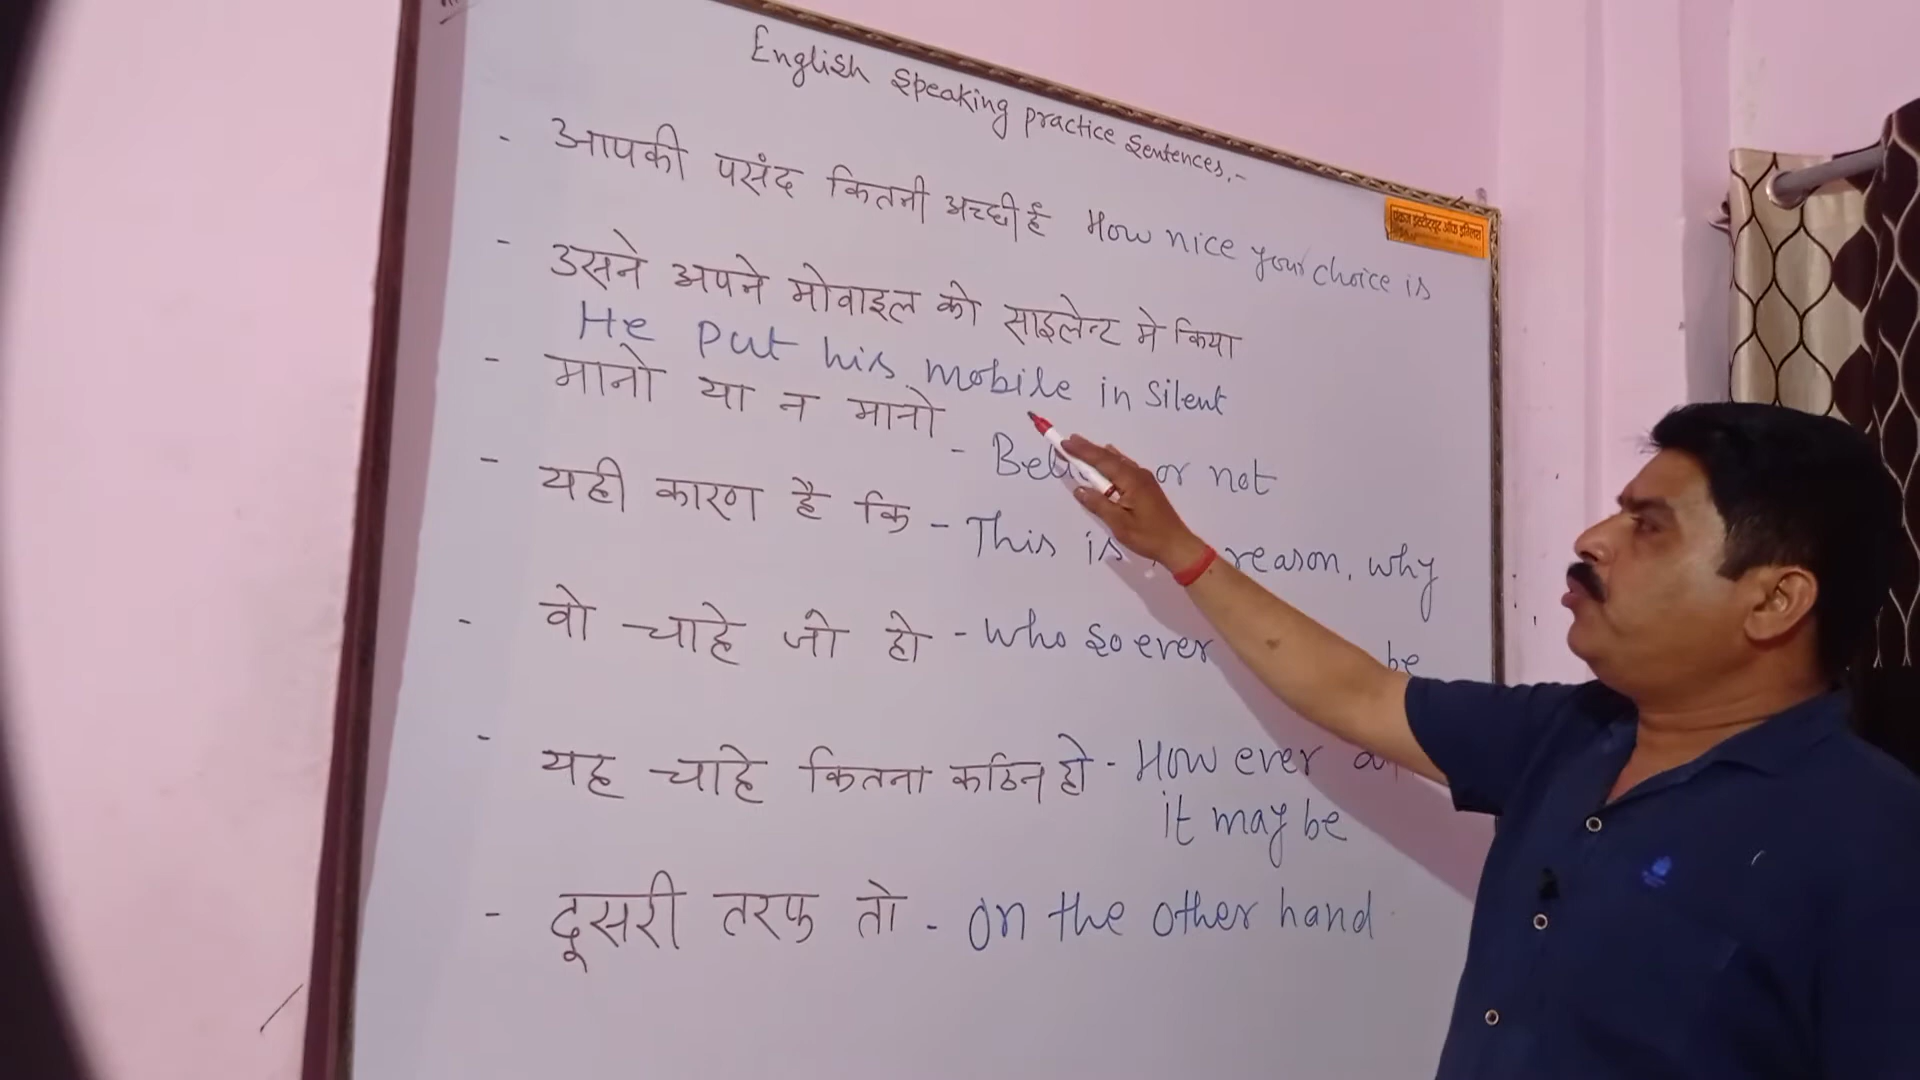 English Speaking practice Sentences,-
- आपकी पसंद कितनी अच्छी है How nice your choice is
- उसने अपने मोवाइल को साइलेन्ट मे किया
He put his mobile in silent
- मानो या न मानो - or not
- यही कारण है कि - This is reason, why
- वो चाहे जो हो - who so ever be
- यह चाहे कितना कठिन हो - How ever
it may be
- दूसरी तरफ तो - on the other hand